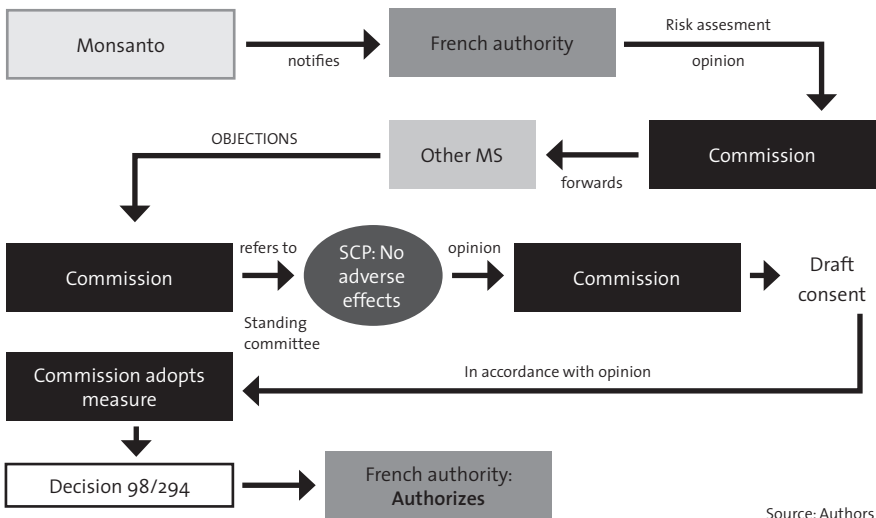 Monsanto
notifies
French authority
Risk assesment
opinion
OBJECTIONS
Other MS
forwards
Commission
Commission
refers to
SCP: No
adverse
effects
opinion
Commission
Draft
consent
Standing
committee
Commission adopts
measure
In accordance with opinion
Decision 98/294
French authority:
Authorizes
Source: Authors